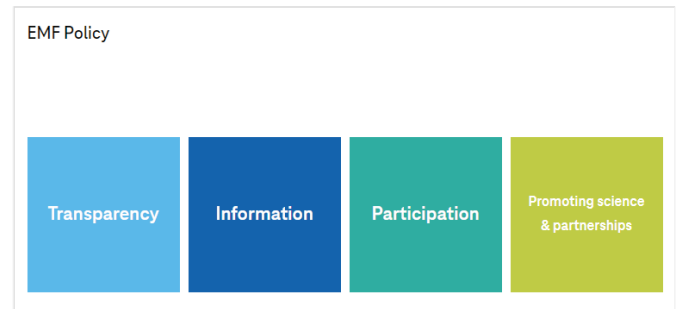 EMF Policy
Transparency
Information
Participation
Promoting science
& partnerships